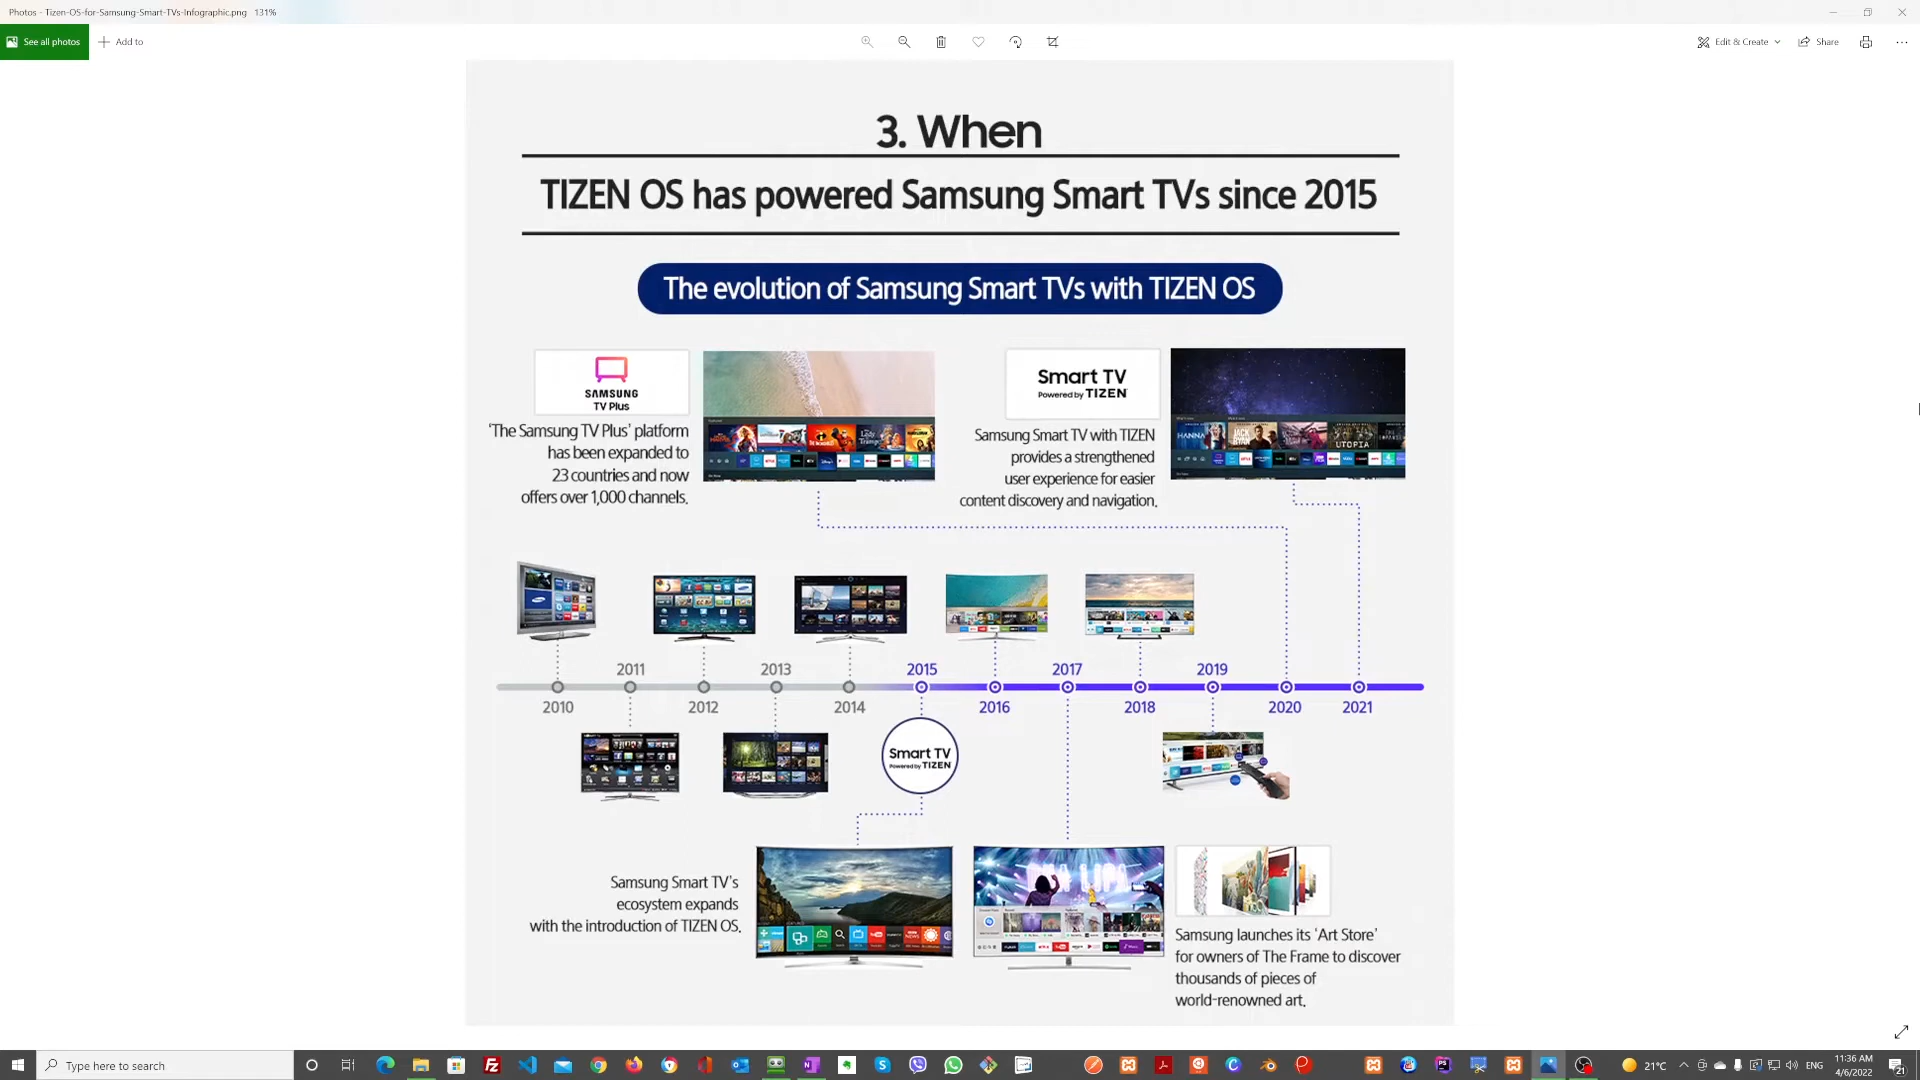 Photos - Tizen-OS-for-Samsung-Smart-TVs-Infographic.png 131%
See all photos
Add to
Edit & Create
Share
3. When
TIZEN OS has powered Samsung Smart TVs since 2015
The evolution of Samsung Smart TVs with TIZEN OS
SAMSUNG
TV Plus
'The Samsung TV Plus' platform
has been expanded to
23 countries and now
offers over 1,000 channels.
Smart TV
Powered by TIZEN
Samsung Smart TV with TIZEN
provides a strengthened
user experience for easier
content discovery and navigation.
HANNA
JACK RYAN
UTOPIA
2011
2013
2015
2017
2019
2010
2012
2014
2016
2018
2020
2021
Smart TV
Powered by TIZEN
Samsung Smart TV's
ecosystem expands
with the introduction of TIZEN OS.
Samsung launches its 'Art Store'
for owners of The Frame to discover
thousands of pieces of
world-renowned art.
Type here to search
21°C
ENG
11:36 AM
4/6/2022
21